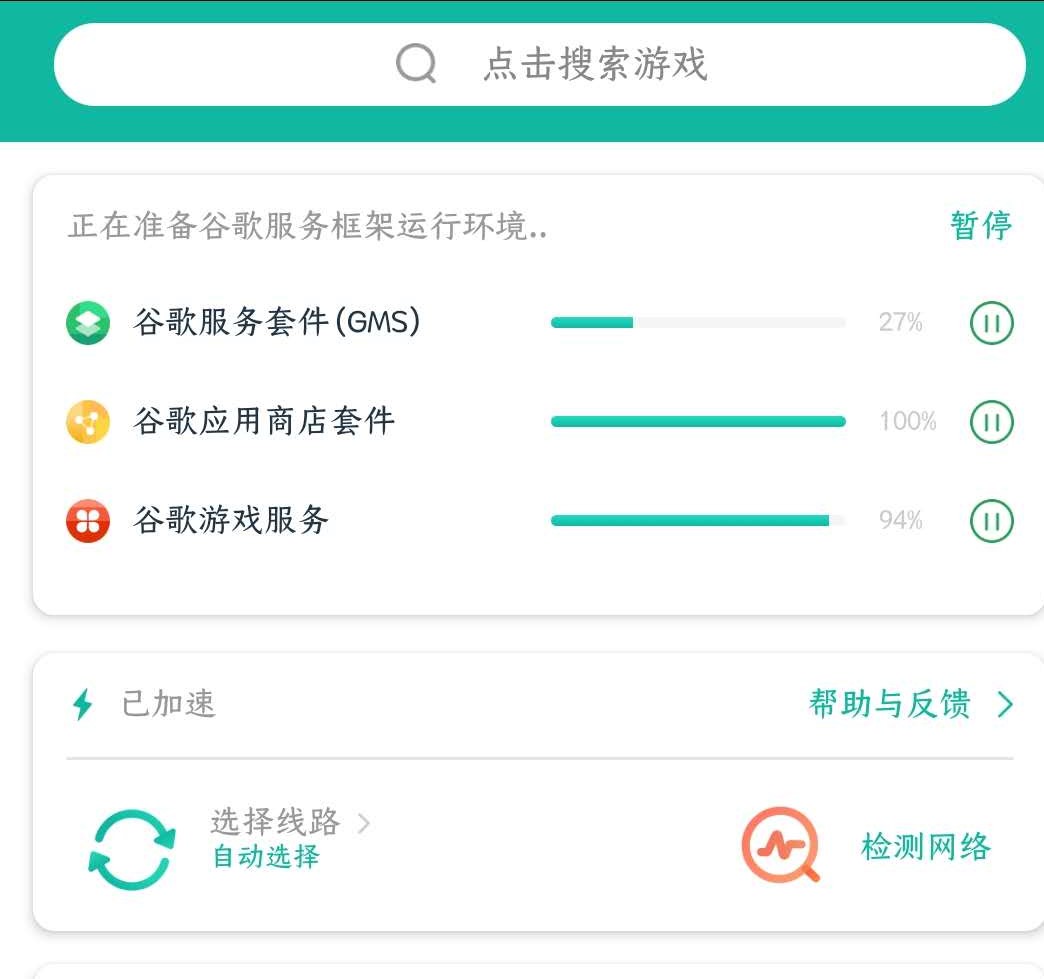 点击搜索游戏
正在准备谷歌服务框架运行环境..
暂停
谷歌服务套件(GMS)
27%
谷歌应用商店套件
100%
谷歌游戏服务
94%
已加速
帮助与反馈
选择线路
自动选择
检测网络